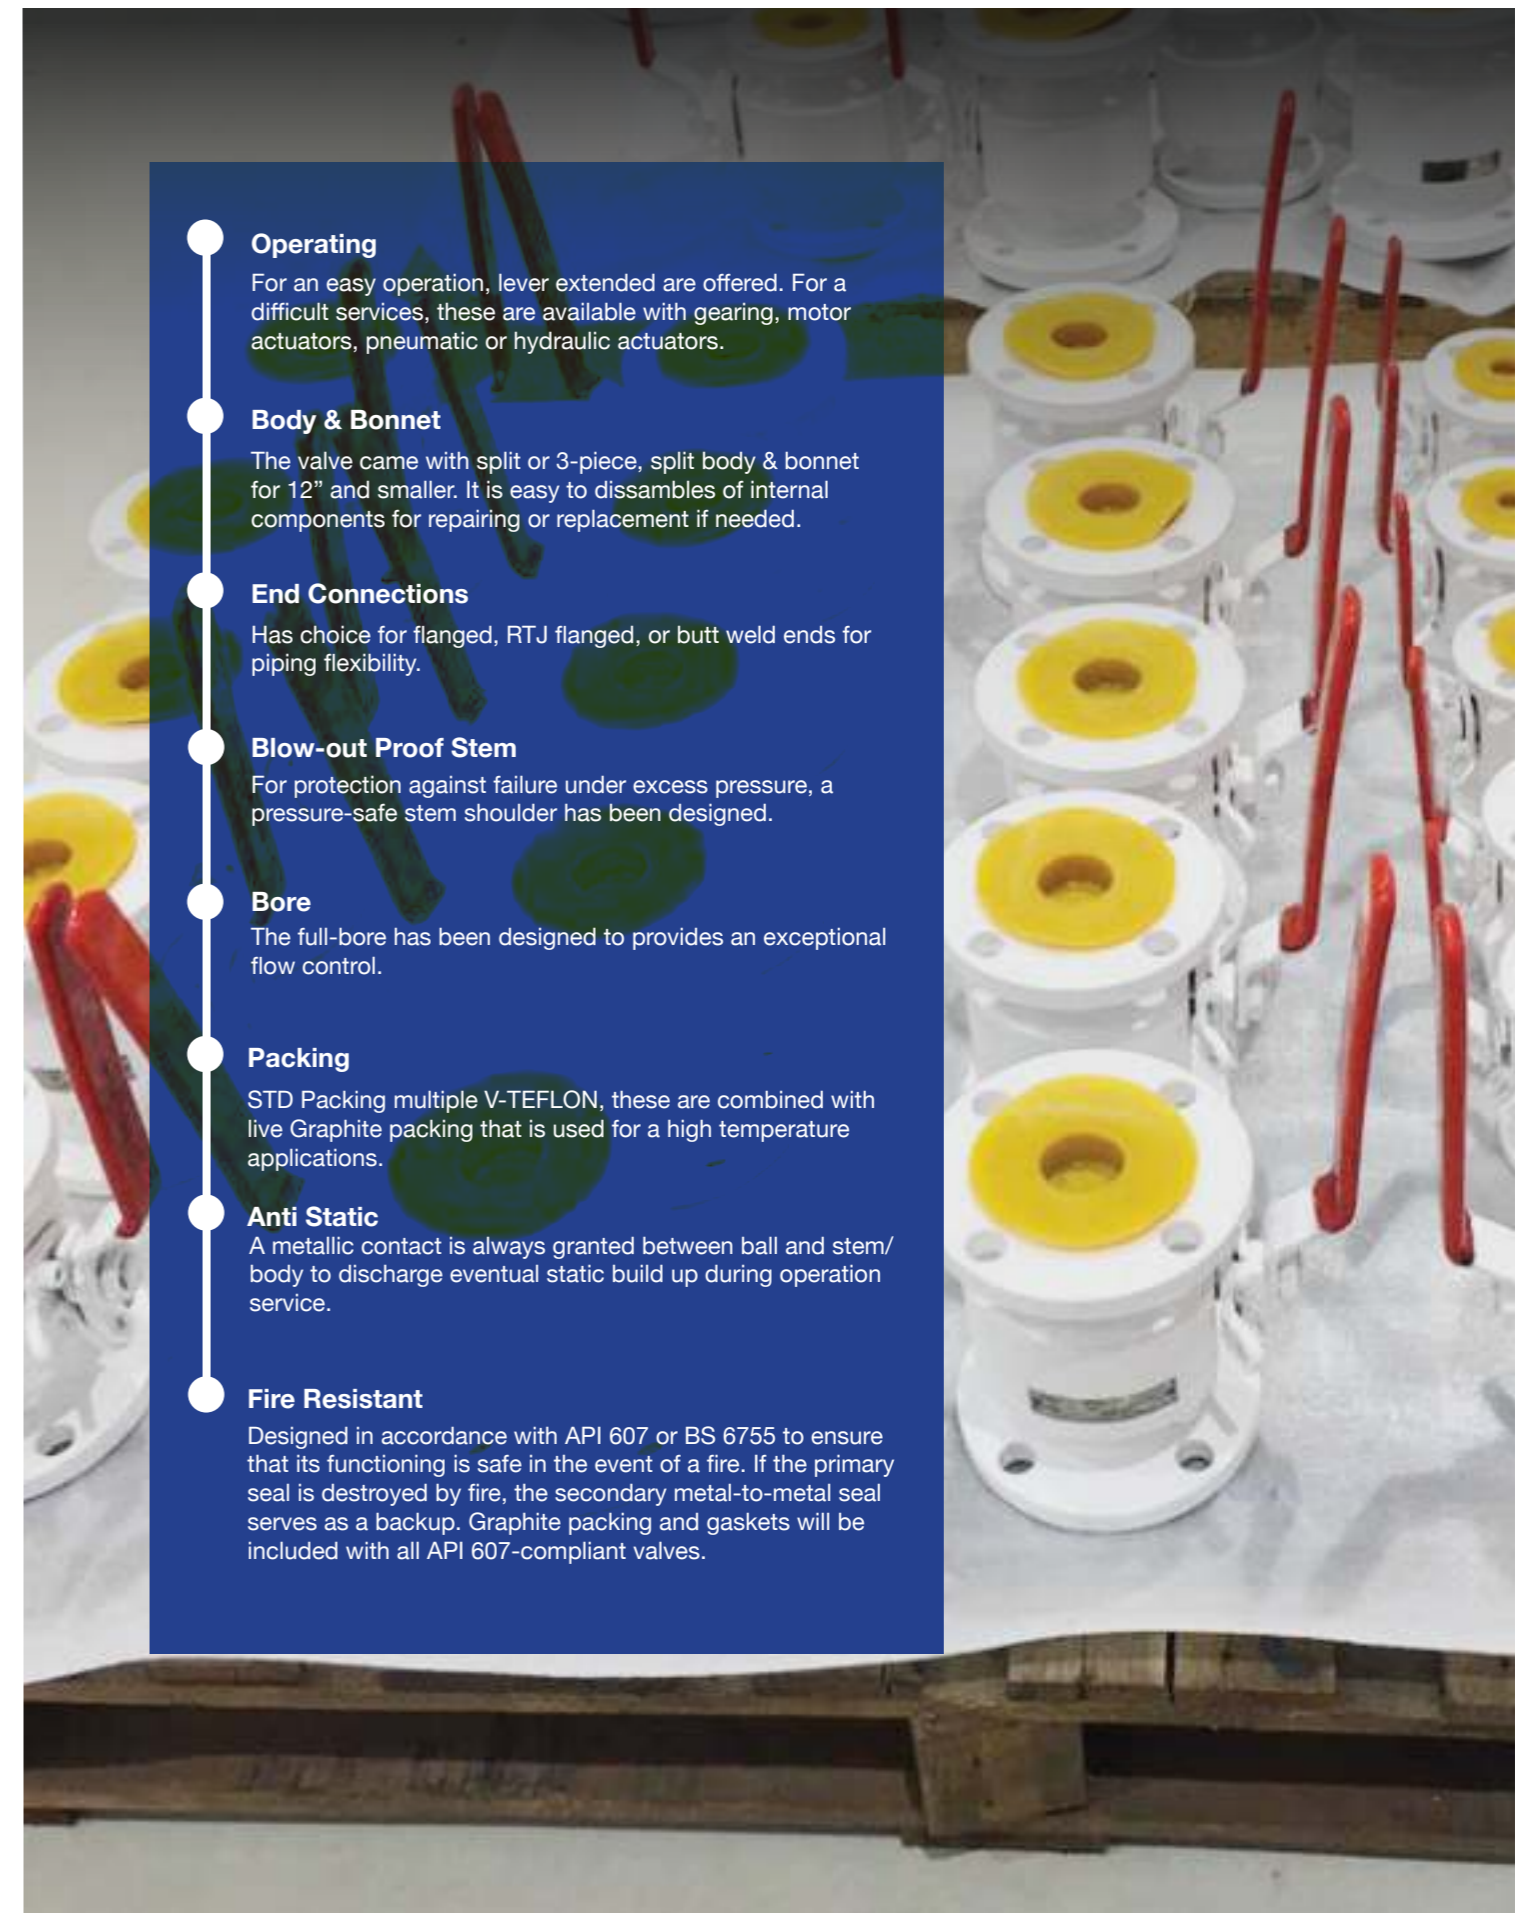 Operating
For an easy operation, lever extended are offered. For a
difficult services, these are available with gearing, motor
actuators, pneumatic or hydraulic actuators.
Body & Bonnet
The valve came with split or 3-piece, split body & bonnet
for 12” and smaller. It is easy to dissambles of internal
components for repairing or replacement if needed.
End Connections
Has choice for flanged, RTJ flanged, or butt weld ends for
piping flexibility.
Blow-out Proof Stem
For protection against failure under excess pressure, a
pressure-safe stem shoulder has been designed.
Bore
The full-bore has been designed to provides an exceptional
flow control.
Packing
STD Packing multiple V-TEFLON, these are combined with
live Graphite packing that is used for a high temperature
applications.
Anti Static
A metallic contact is always granted between ball and stem/
body to discharge eventual static build up during operation
service.
Fire Resistant
Designed in accordance with API 607 or BS 6755 to ensure
that its functioning is safe in the event of a fire. If the primary
seal is destroyed by fire, the secondary metal-to-metal seal
serves as a backup. Graphite packing and gaskets will be
included with all API 607-compliant valves.